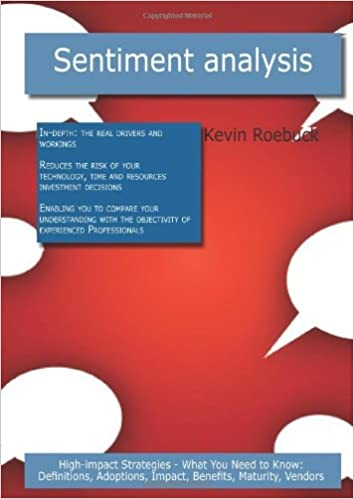 Sentiment analysis
Kevin Roebuck
In-depth: the real drivers and
workings
Reduces the risk of your
technology, time and resources
investment decisions
Enabling you to compare your
understanding with the objectivity of
experienced Professionals
High-impact Strategies - What You Need to Know:
Definitions, Adoptions, Impact, Benefits, Maturity, Vendors